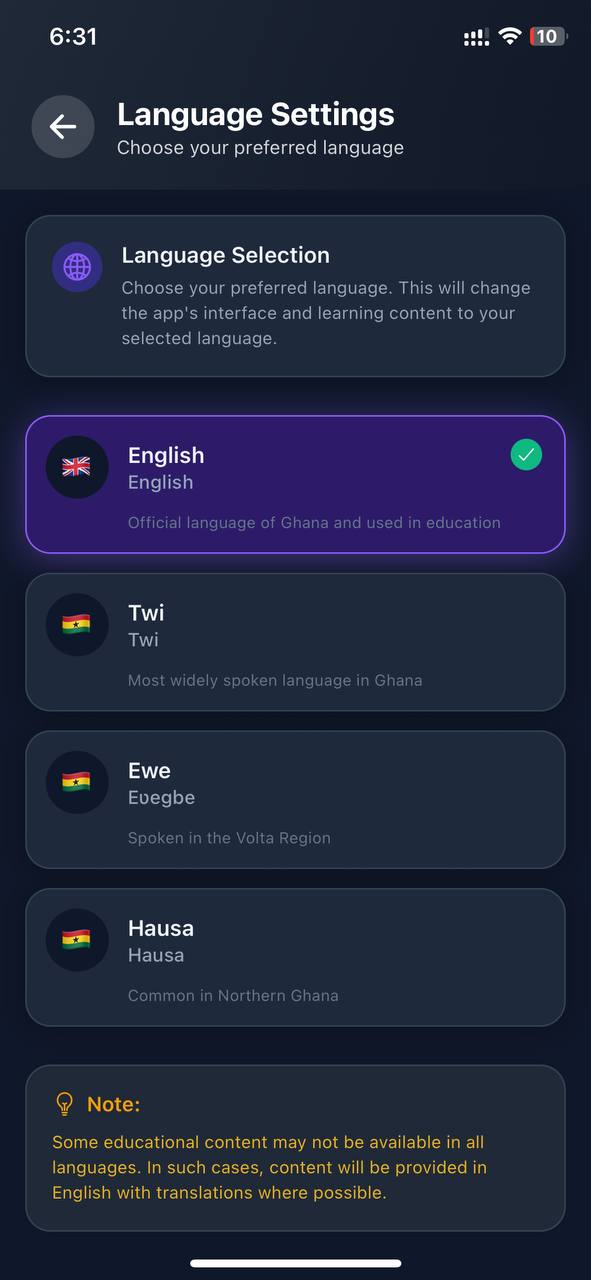 6:31
10
Language Settings
Choose your preferred language
Language Selection
Choose your preferred language. This will change
the app's interface and learning content to your
selected language.
English
English
Official language of Ghana and used in education
Twi
Twi
Most widely spoken language in Ghana
Ewe
Eʋegbe
Spoken in the Volta Region
Hausa
Hausa
Common in Northern Ghana
Note:
Some educational content may not be available in all
languages. In such cases, content will be provided in
English with translations where possible.